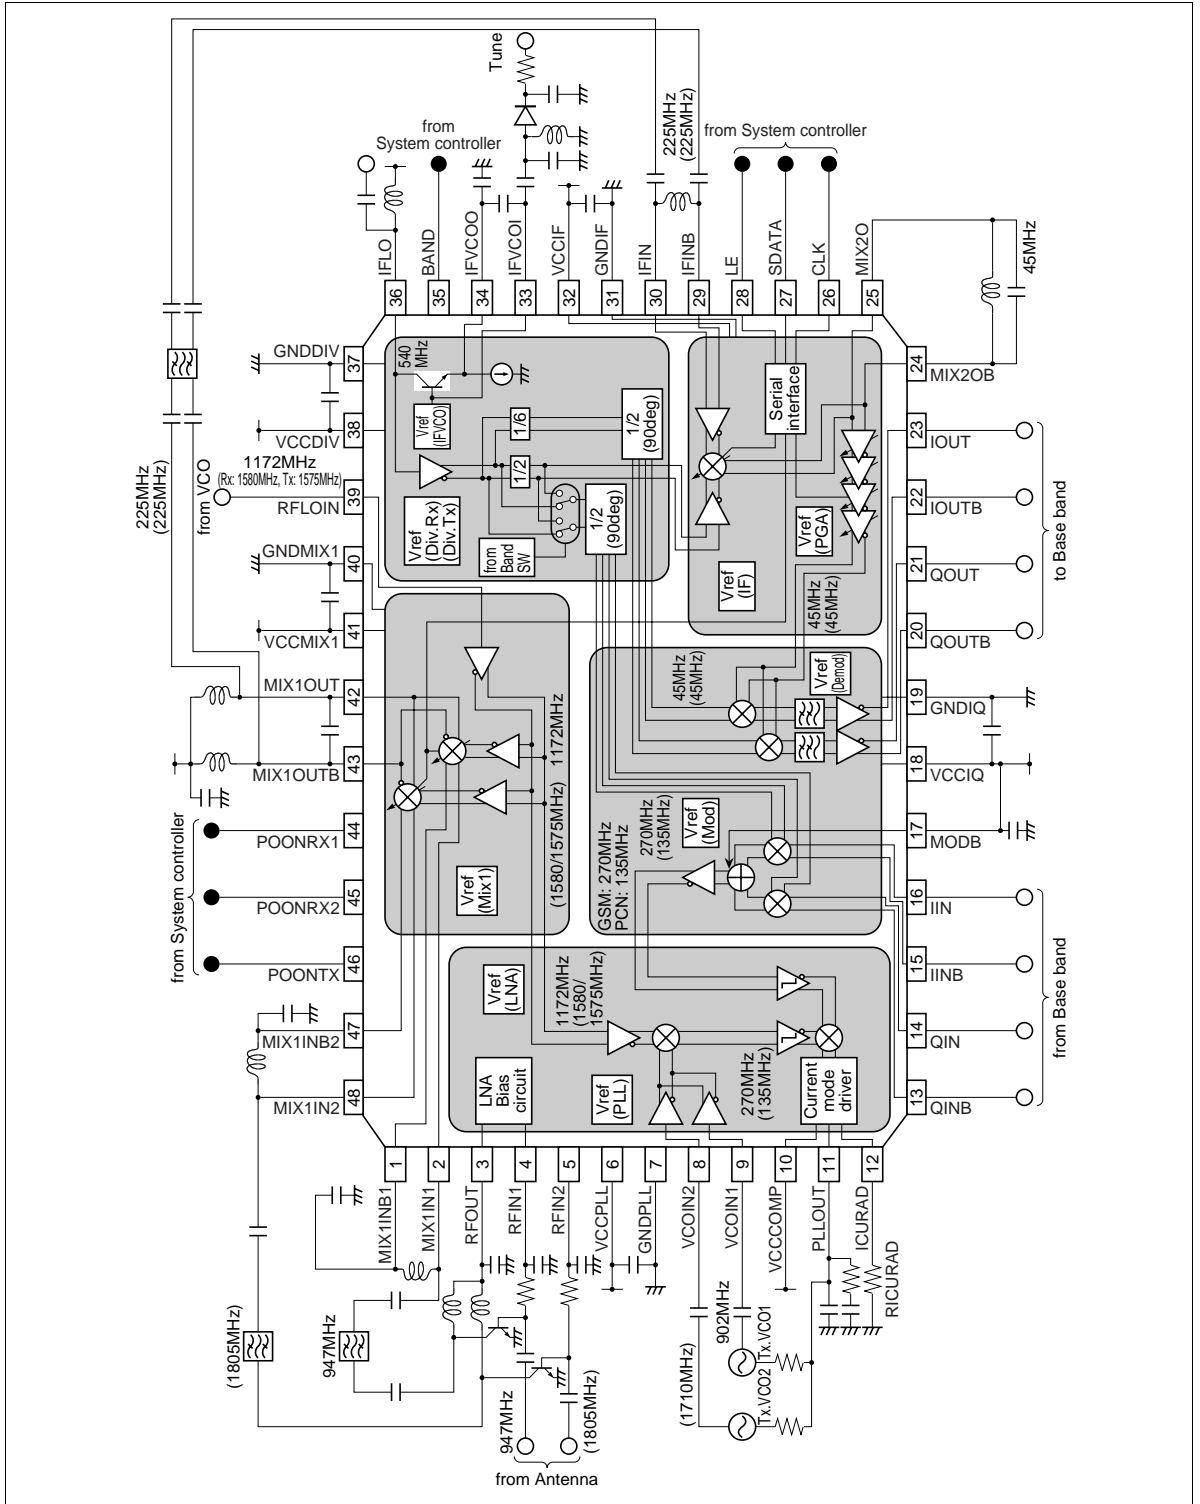 Tune
from
System controller
225MHz
(225MHz)
from System controller
IFLO
BAND
IFVCOO
IFVCOI
VCCIF
GNDIF
IFIN
IFINB
LE
SDATA
CLK
MIX2O
45MHz
36
35
34
33
32
31
30
29
28
27
26
25
GNDDIV
37
VCCDIV
38
1172MHz
(Rx: 1580MHz, Tx: 1575MHz)
RFLOIN
39
GNDMIX1
40
VCCMIX1
41
MIX1OUT
42
MIX1OUTB
43
POONRX1
44
POONRX2
45
POONTX
46
MIX1INB2
47
MIX1IN2
48
225MHz
(225MHz)
from VCO
from System controller
540
MHz
Vref
(IFVCO)
1/6
1/2
1/2
(90deg)
1/2
(90deg)
Vref
(Div.Rx)
(Div.Tx)
from
Band
SW
Serial
interface
Vref
(PGA)
Vref
(IF)
45MHz
(45MHz)
24
MIX2OB
23
IOUT
22
IOUTB
21
QOUT
20
QOUTB
to Base band
19
GNDIQ
18
VCCIQ
17
MODB
16
IIN
15
IINB
14
QIN
13
QINB
from Base band
1172MHz
(1580/1575MHz)
Vref
(Mix1)
45MHz
(45MHz)
Vref
(Demod)
Vref
(Mod)
270MHz
(135MHz)
GSM: 270MHz
PCN: 135MHz
Vref
(LNA)
1172MHz
(1580/
1575MHz)
LNA
Bias
circuit
Vref
(PLL)
270MHz
(135MHz)
Current
mode
driver
1
2
3
4
5
6
7
8
9
10
11
12
MIX1INB1
MIX1IN1
RFOUT
RFIN1
RFIN2
VCCPLL
GNDPLL
VCOIN2
VCOIN1
VCCCOMP
PLLOUT
ICURAD
RICURAD
(1805MHz)
947MHz
947MHz
(1805MHz)
from Antenna
(1710MHz)
902MHz
Tx.VCO2
Tx.VCO1